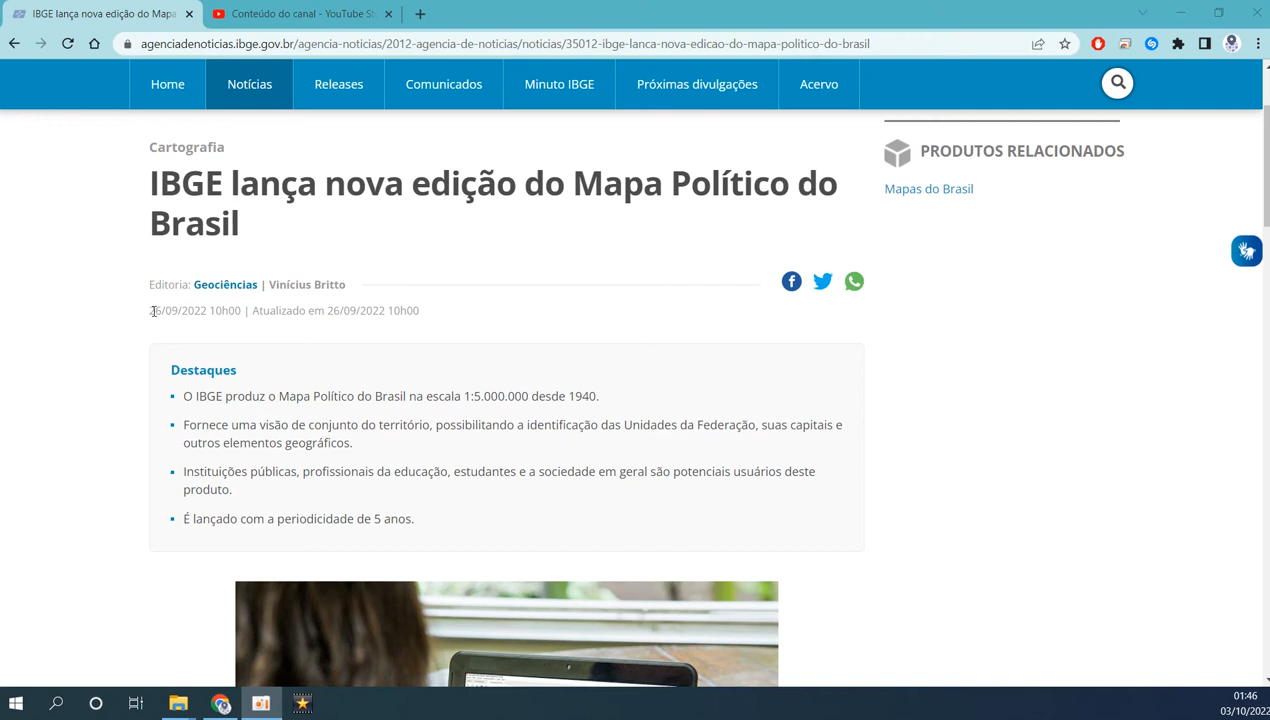 IBGE lança nova edição do Mapa
Conteúdo do canal - YouTube St
agenciadenoticias.ibge.gov.br/agencia-noticias/2012-agencia-de-noticias/noticias/35012-ibge-lanca-nova-edicao-do-mapa-politico-do-brasil
Home Notícias Releases Comunicados Minuto IBGE Próximas divulgações Acervo
Cartografia
IBGE lança nova edição do Mapa Político do
Brasil
PRODUTOS RELACIONADOS
Mapas do Brasil
Editoria: Geociências | Vinícius Britto
26/09/2022 10h00 | Atualizado em 26/09/2022 10h00
Destaques
O IBGE produz o Mapa Político do Brasil na escala 1:5.000.000 desde 1940.
Fornece uma visão de conjunto do território, possibilitando a identificação das Unidades da Federação, suas capitais e
outros elementos geográficos.
Instituições públicas, profissionais da educação, estudantes e a sociedade em geral são potenciais usuários deste
produto.
É lançado com a periodicidade de 5 anos.
01:46
03/10/2022